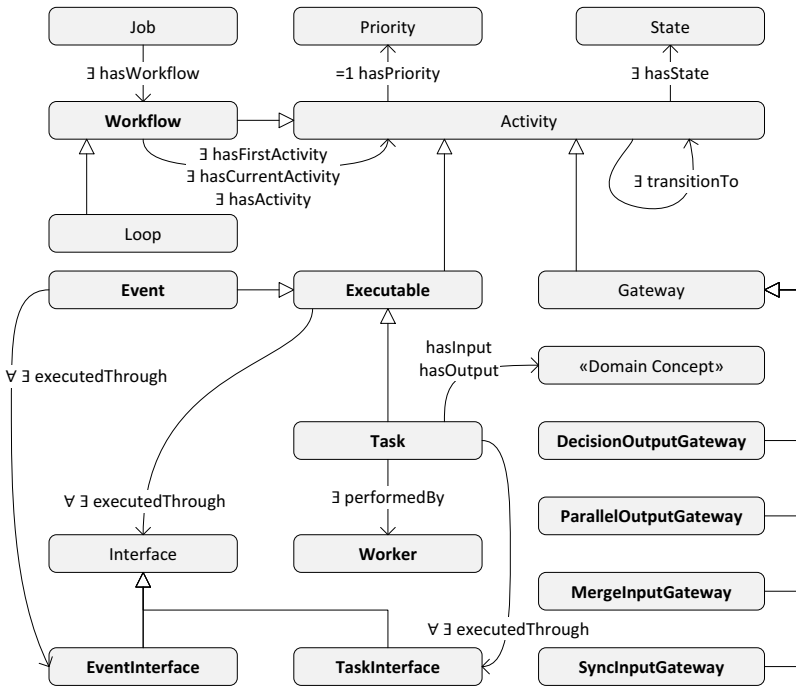 Job
Priority
State
∃ hasWorkflow
=1 hasPriority
∃ hasState
Workflow
Activity
∃ hasFirstActivity
∃ hasCurrentActivity
∃ hasActivity
∃ transitionTo
Loop
Event
Executable
Gateway
hasInput
hasOutput
«Domain Concept»
∀ ∃ executedThrough
Task
DecisionOutputGateway
∀ ∃ executedThrough
∃ performedBy
ParallelOutputGateway
Interface
Worker
MergeInputGateway
∀ ∃ executedThrough
EventInterface
TaskInterface
SyncInputGateway